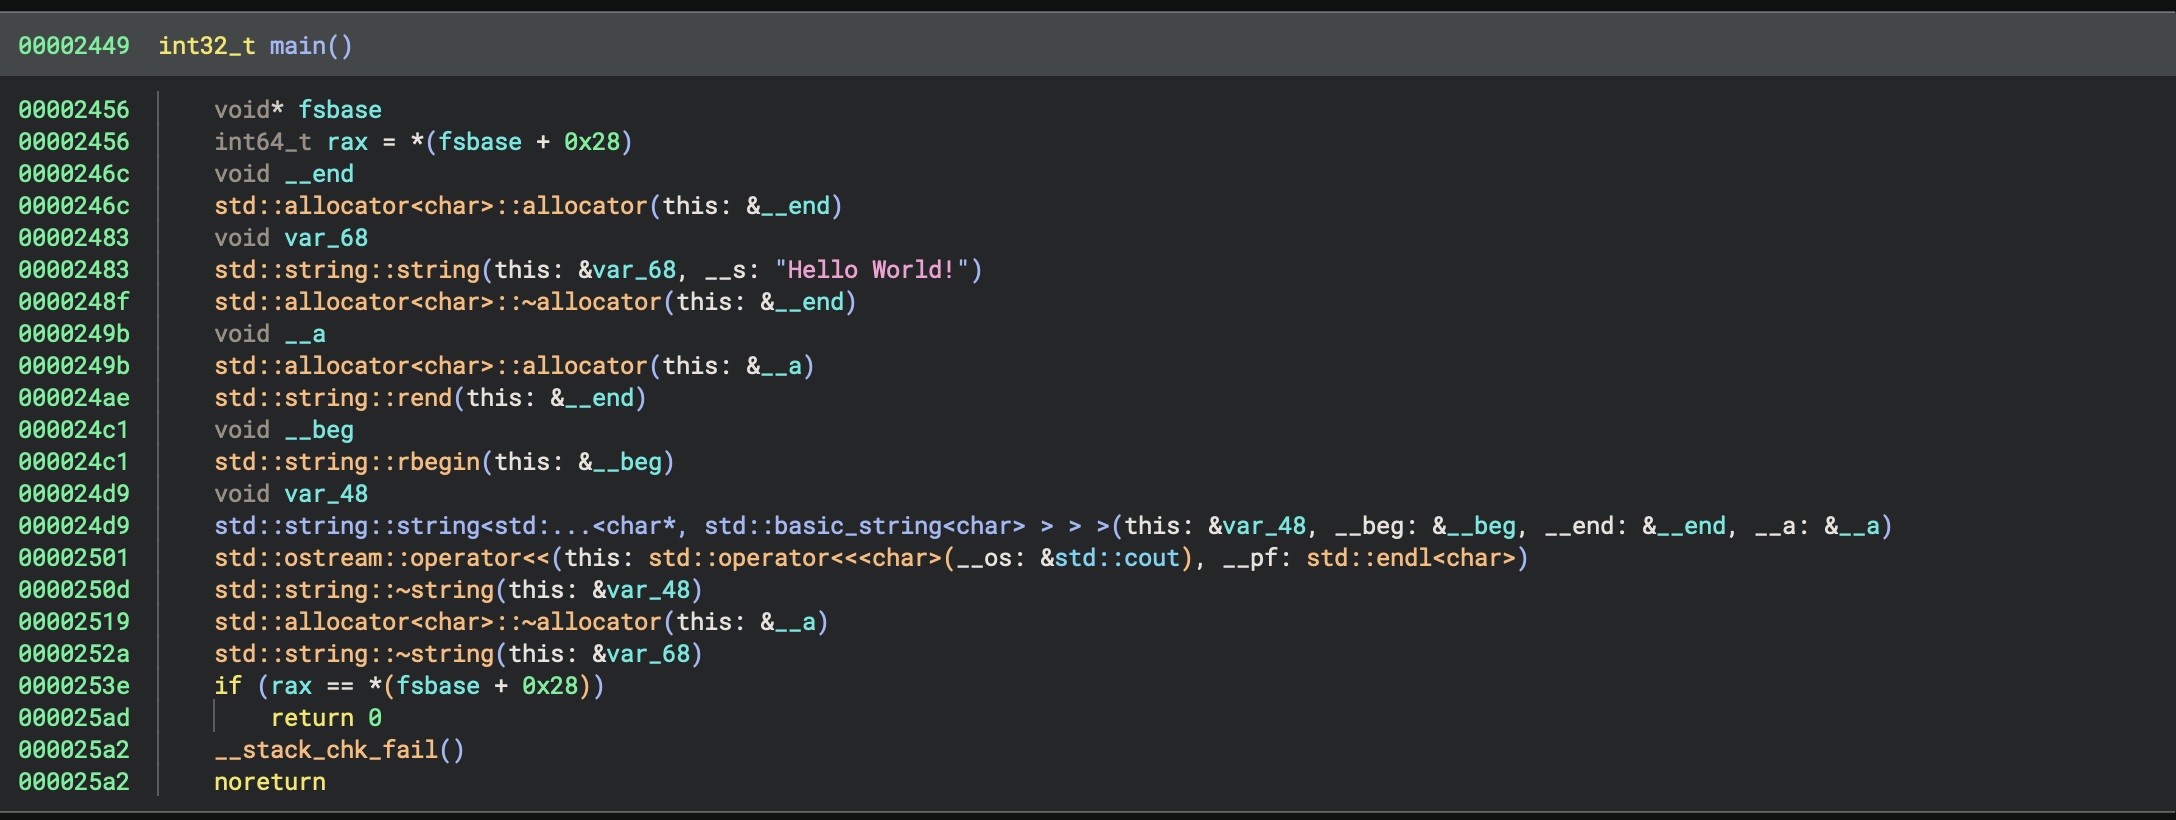 00002449 int32_t main()
00002456 void* fsbase
00002456 int64_t rax = *(fsbase + 0x28)
0000246c void __end
0000246c std::allocator<char>::allocator(this: &__end)
00002483 void var_68
00002483 std::string::string(this: &var_68, __s: "Hello World!")
0000248f std::allocator<char>::~allocator(this: &__end)
0000249b void __a
0000249b std::allocator<char>::allocator(this: &__a)
000024ae std::string::rend(this: &__end)
000024c1 void __beg
000024c1 std::string::rbegin(this: &__beg)
000024d9 void var_48
000024d9 std::string::string<std:...<char*, std::basic_string<char> > > >(this: &var_48, __beg: &__beg, __end: &__end, __a: &__a)
00002501 std::ostream::operator<<(this: std::operator<<<char>(__os: &std::cout), __pf: std::endl<char>)
0000250d std::string::~string(this: &var_48)
00002519 std::allocator<char>::~allocator(this: &__a)
0000252a std::string::~string(this: &var_68)
0000253e if (rax == *(fsbase + 0x28))
000025ad return 0
000025a2 __stack_chk_fail()
000025a2 noreturn